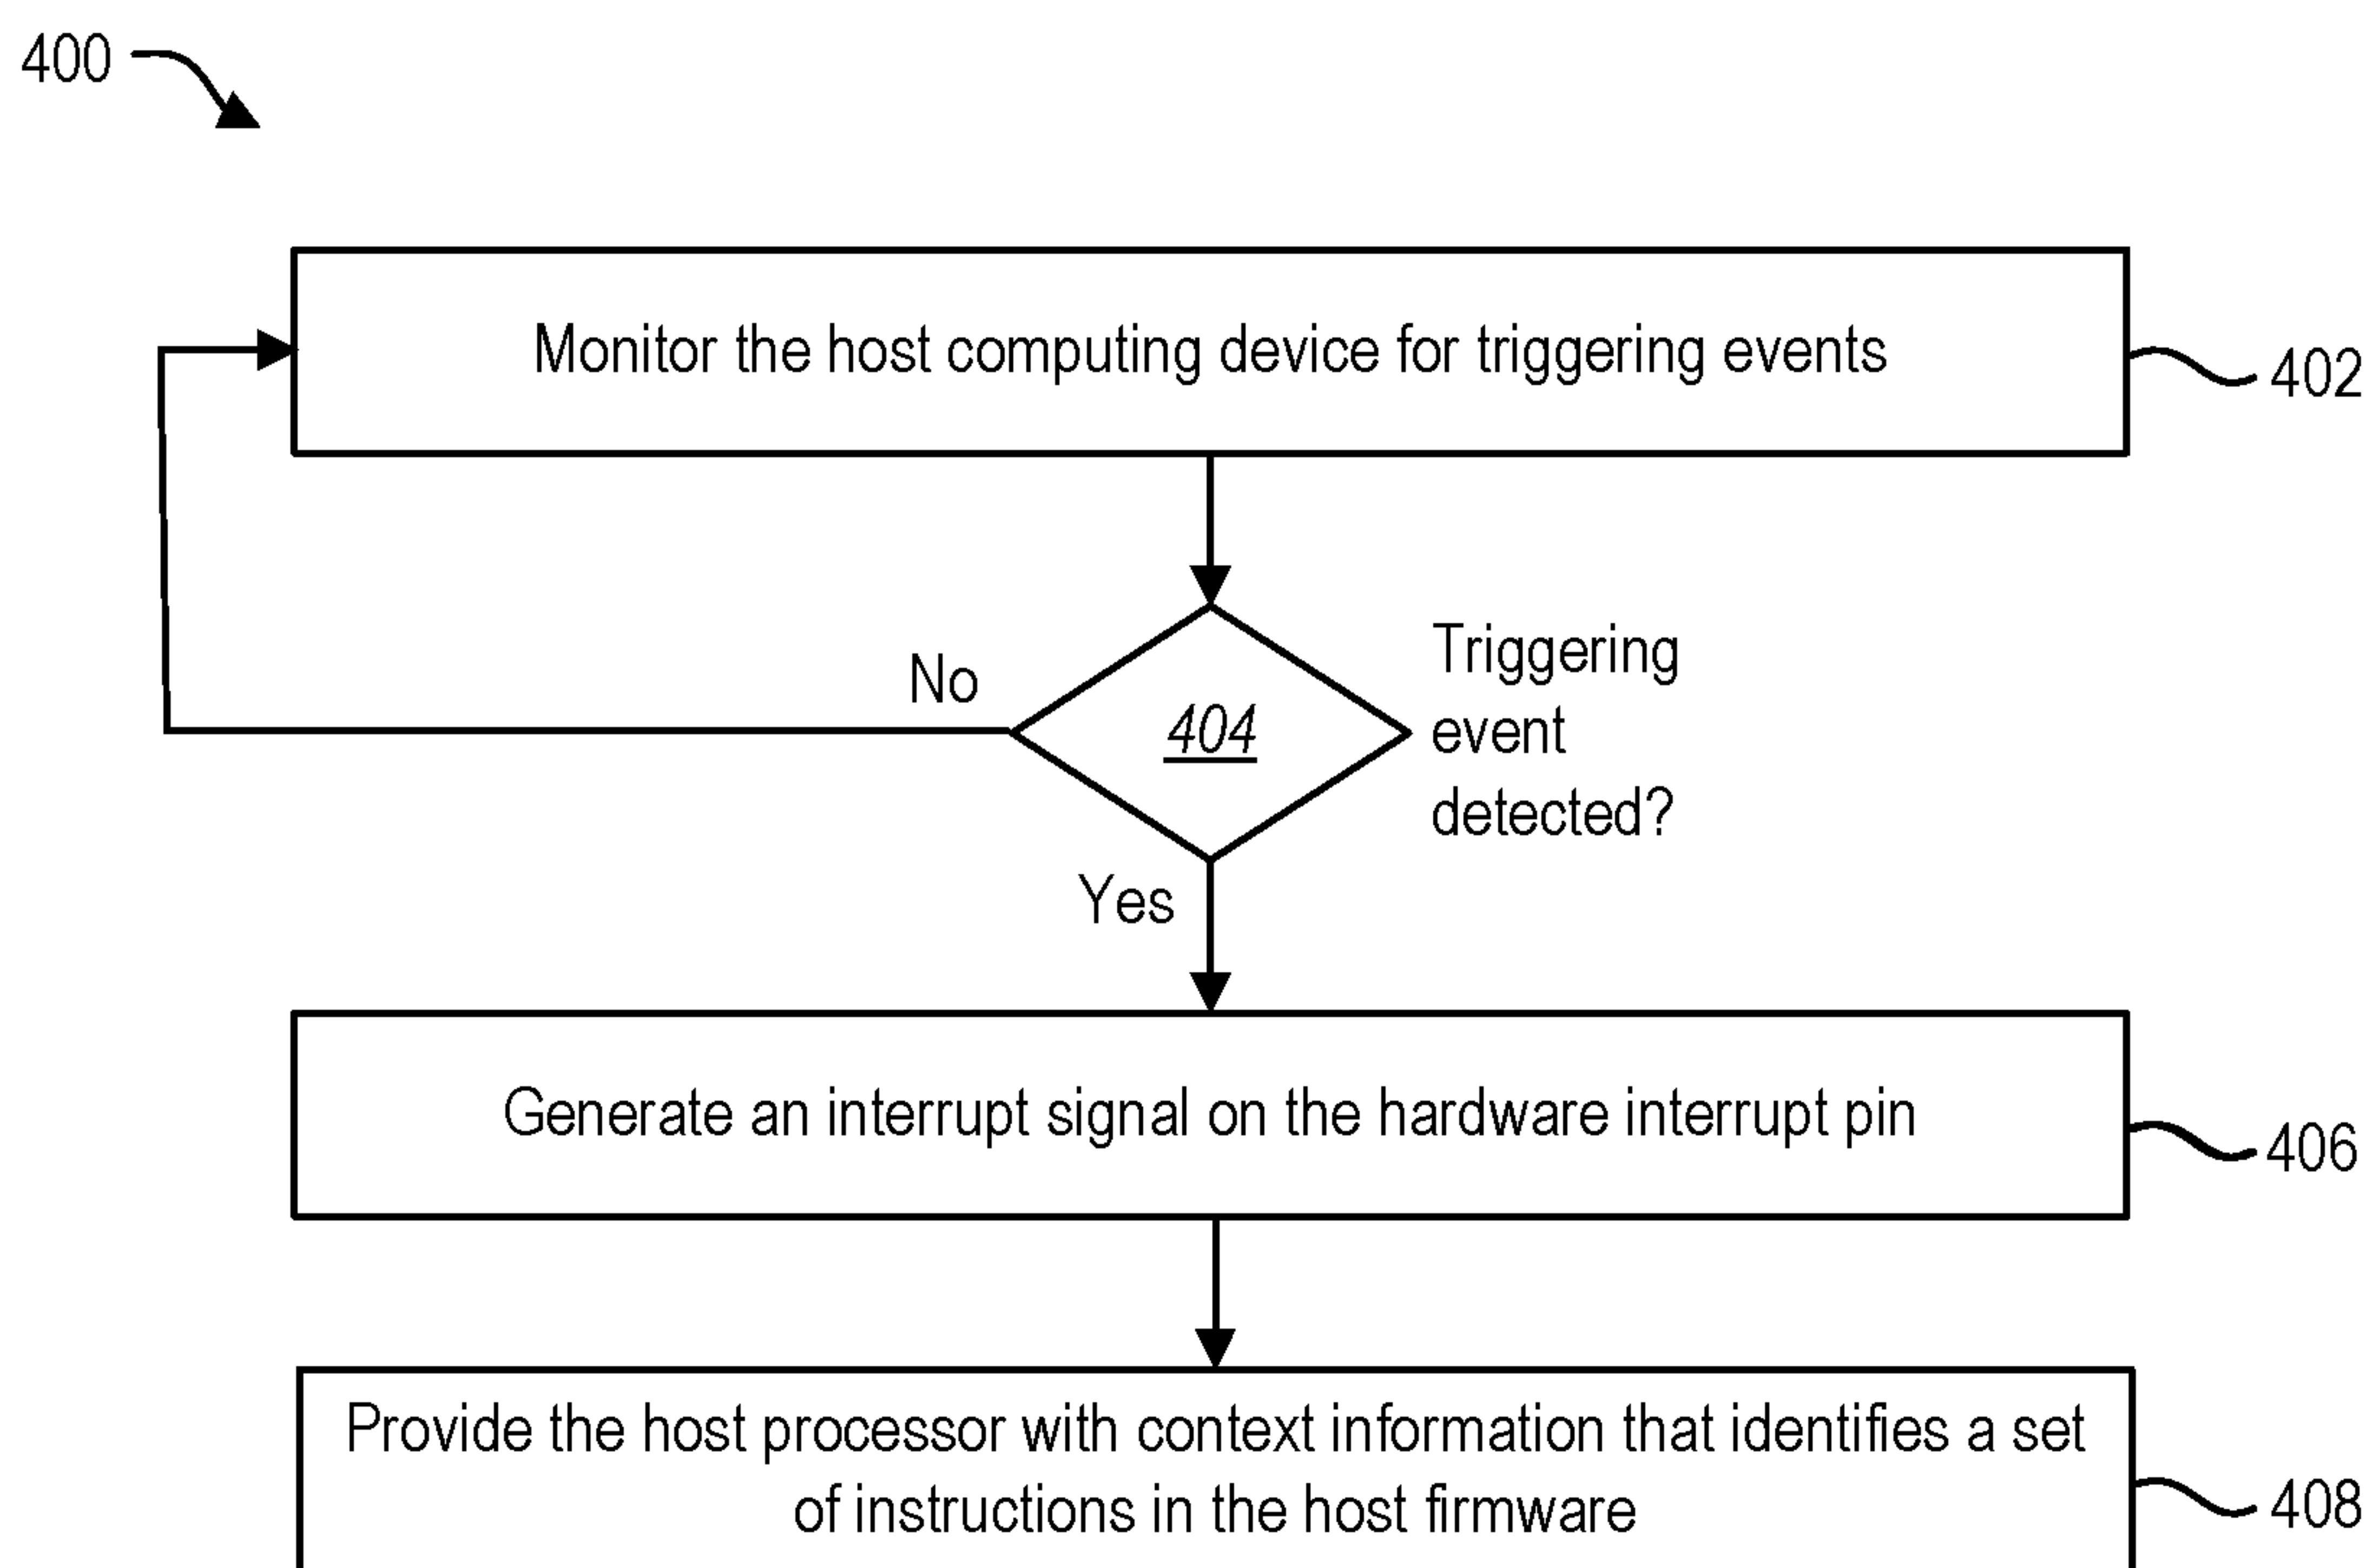 400
Monitor the host computing device for triggering events
402
No
404
Triggering
event
detected?
Yes
Generate an interrupt signal on the hardware interrupt pin
406
Provide the host processor with context information that identifies a set
of instructions in the host firmware
408